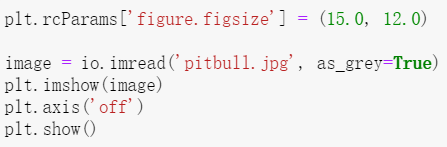 plt.rcParams['figure.figsize'] = (15.0, 12.0)
image = io.imread('pitbull.jpg', as_grey=True)
plt.imshow(image)
plt.axis('off')
plt.show()